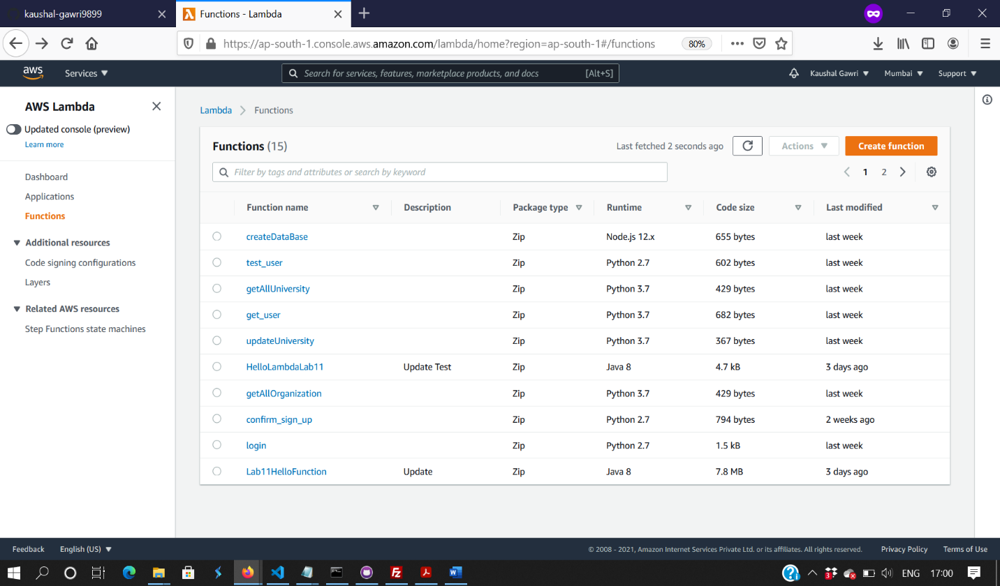 kaushal-gawri9899
Functions - Lambda
https://ap-south-1.console.aws.amazon.com/lambda/home?region=ap-south-1#/functions
80%
aws
Services
Search for services, features, marketplace products, and docs
[Alt+S]
Kaushal Gawri
Mumbai
Support
AWS Lambda
Updated console (preview)
Learn more
Dashboard
Applications
Functions
Additional resources
Code signing configurations
Layers
Related AWS resources
Step Functions state machines
Lambda > Functions
Functions (15)
Last fetched 2 seconds ago
Actions
Create function
Filter by tags and attributes or search by keyword
1 2
Function name Description Package type Runtime Code size Last modified
createDataBase Zip Node.js 12.x 655 bytes last week
test_user Zip Python 2.7 602 bytes last week
getAllUniversity Zip Python 3.7 429 bytes last week
get_user Zip Python 3.7 682 bytes last week
updateUniversity Zip Python 3.7 367 bytes last week
HelloLambdaLab11 Update Test Zip Java 8 4.7 kB 3 days ago
getAllOrganization Zip Python 3.7 429 bytes last week
confirm_sign_up Zip Python 2.7 794 bytes 2 weeks ago
login Zip Python 2.7 1.5 kB last week
Lab11HelloFunction Update Zip Java 8 7.8 MB 3 days ago
Feedback
English (US)
© 2008 - 2021, Amazon Internet Services Private Ltd. or its affiliates. All rights reserved.
Privacy Policy
Terms of Use
3
ENG
17:00